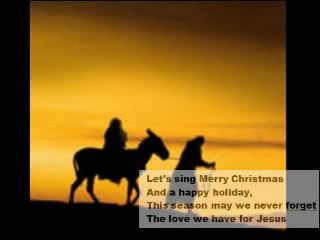 Let's sing Merry Christmas
And a happy holiday,
This season may we never forget
The love we have for Jesus